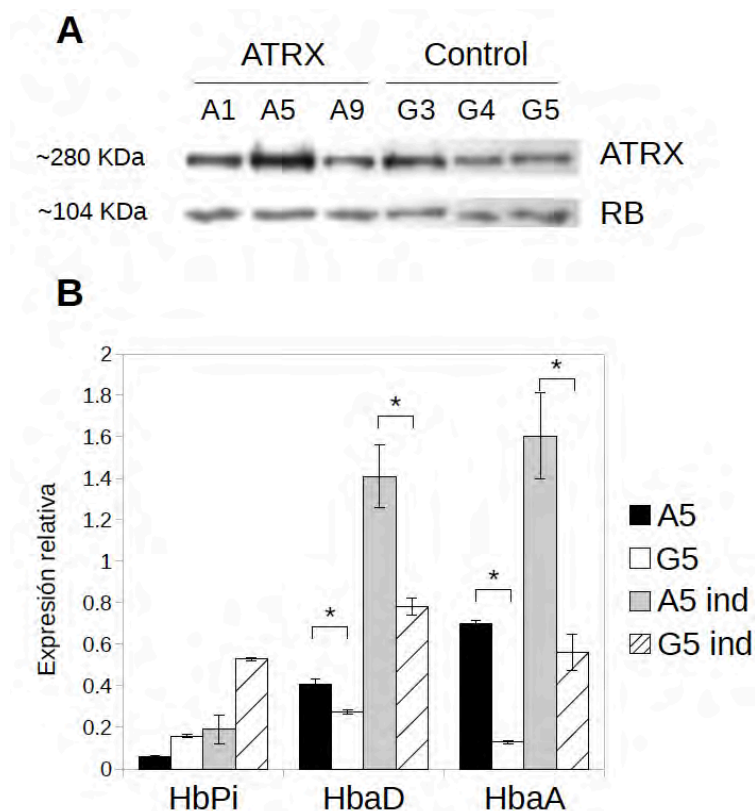 A
ATRX Control
A1 A5 A9 G3 G4 G5
~280 KDa ATRX
~104 KDa RB
B
Expresión relativa
2
1.8
1.6
1.4
1.2
1
0.8
0.6
0.4
0.2
0
* * * *
HbPi HbaD HbaA
A5
G5
A5 ind
G5 ind